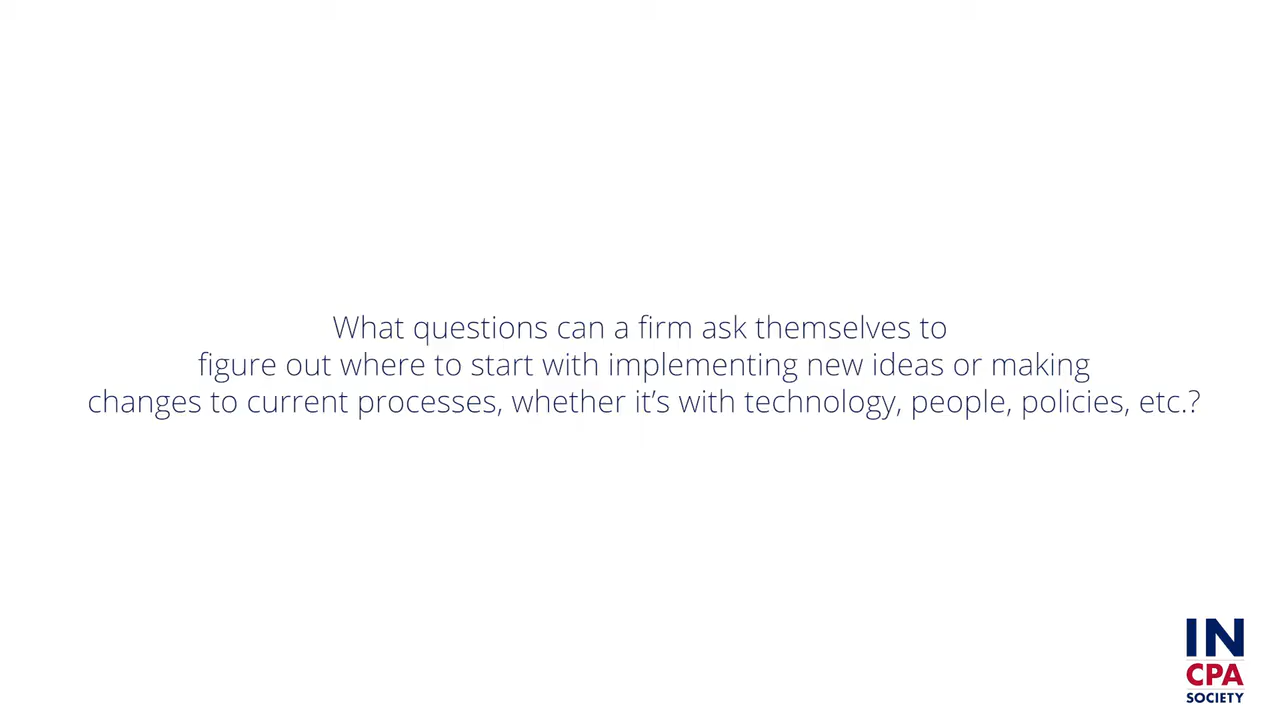 What questions can a firm ask themselves to
figure out where to start with implementing new ideas or making
changes to current processes, whether it’s with technology, people, policies, etc.?
IN
CPA
SOCIETY